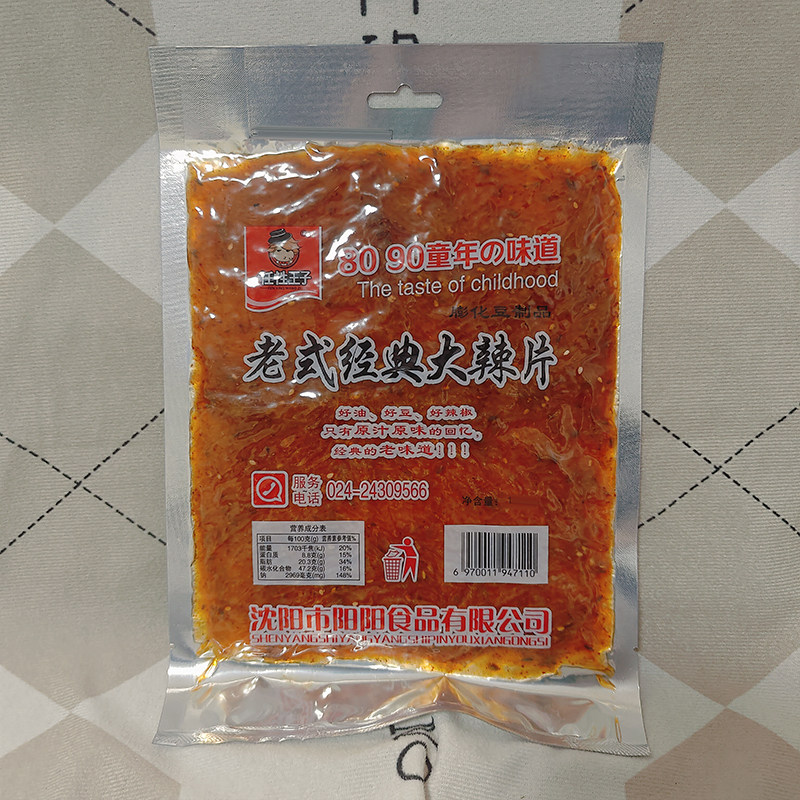 任性王子
80 90童年の味道
The taste of childhood
膨化豆制品
老式经典大辣片
好油、好豆、好辣椒
只有原汁原味的回忆,
经典的老味道!!!
服务电话 024-24309566
净含量:
营养成分表
项目 每100克(g) 营养素参考值%
能量 1703千焦(kJ) 20%
蛋白质 8.8克(g) 15%
脂肪 20.3克(g) 34%
碳水化合物 47.2克(g) 16%
钠 2969毫克(mg) 148%
6 970011 947110
沈阳市阳阳食品有限公司
SHENYANGSHIYANGYANGSHIPINYOUXIANGONGSI